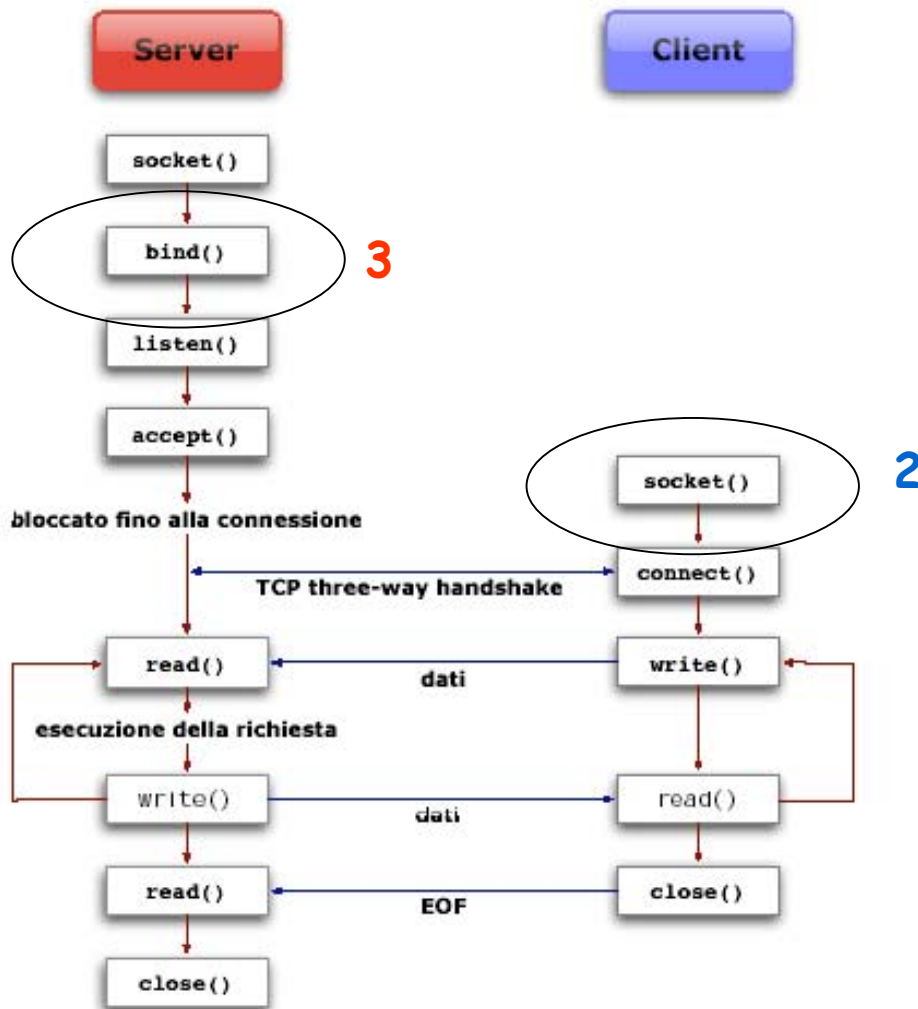 Server
Client
socket()
bind()
3
listen()
accept()
socket()
2
bloccato fino alla connessione
connect()
TCP three-way handshake
read()
write()
dati
esecuzione della richiesta
write()
read()
dati
read()
close()
EOF
close()